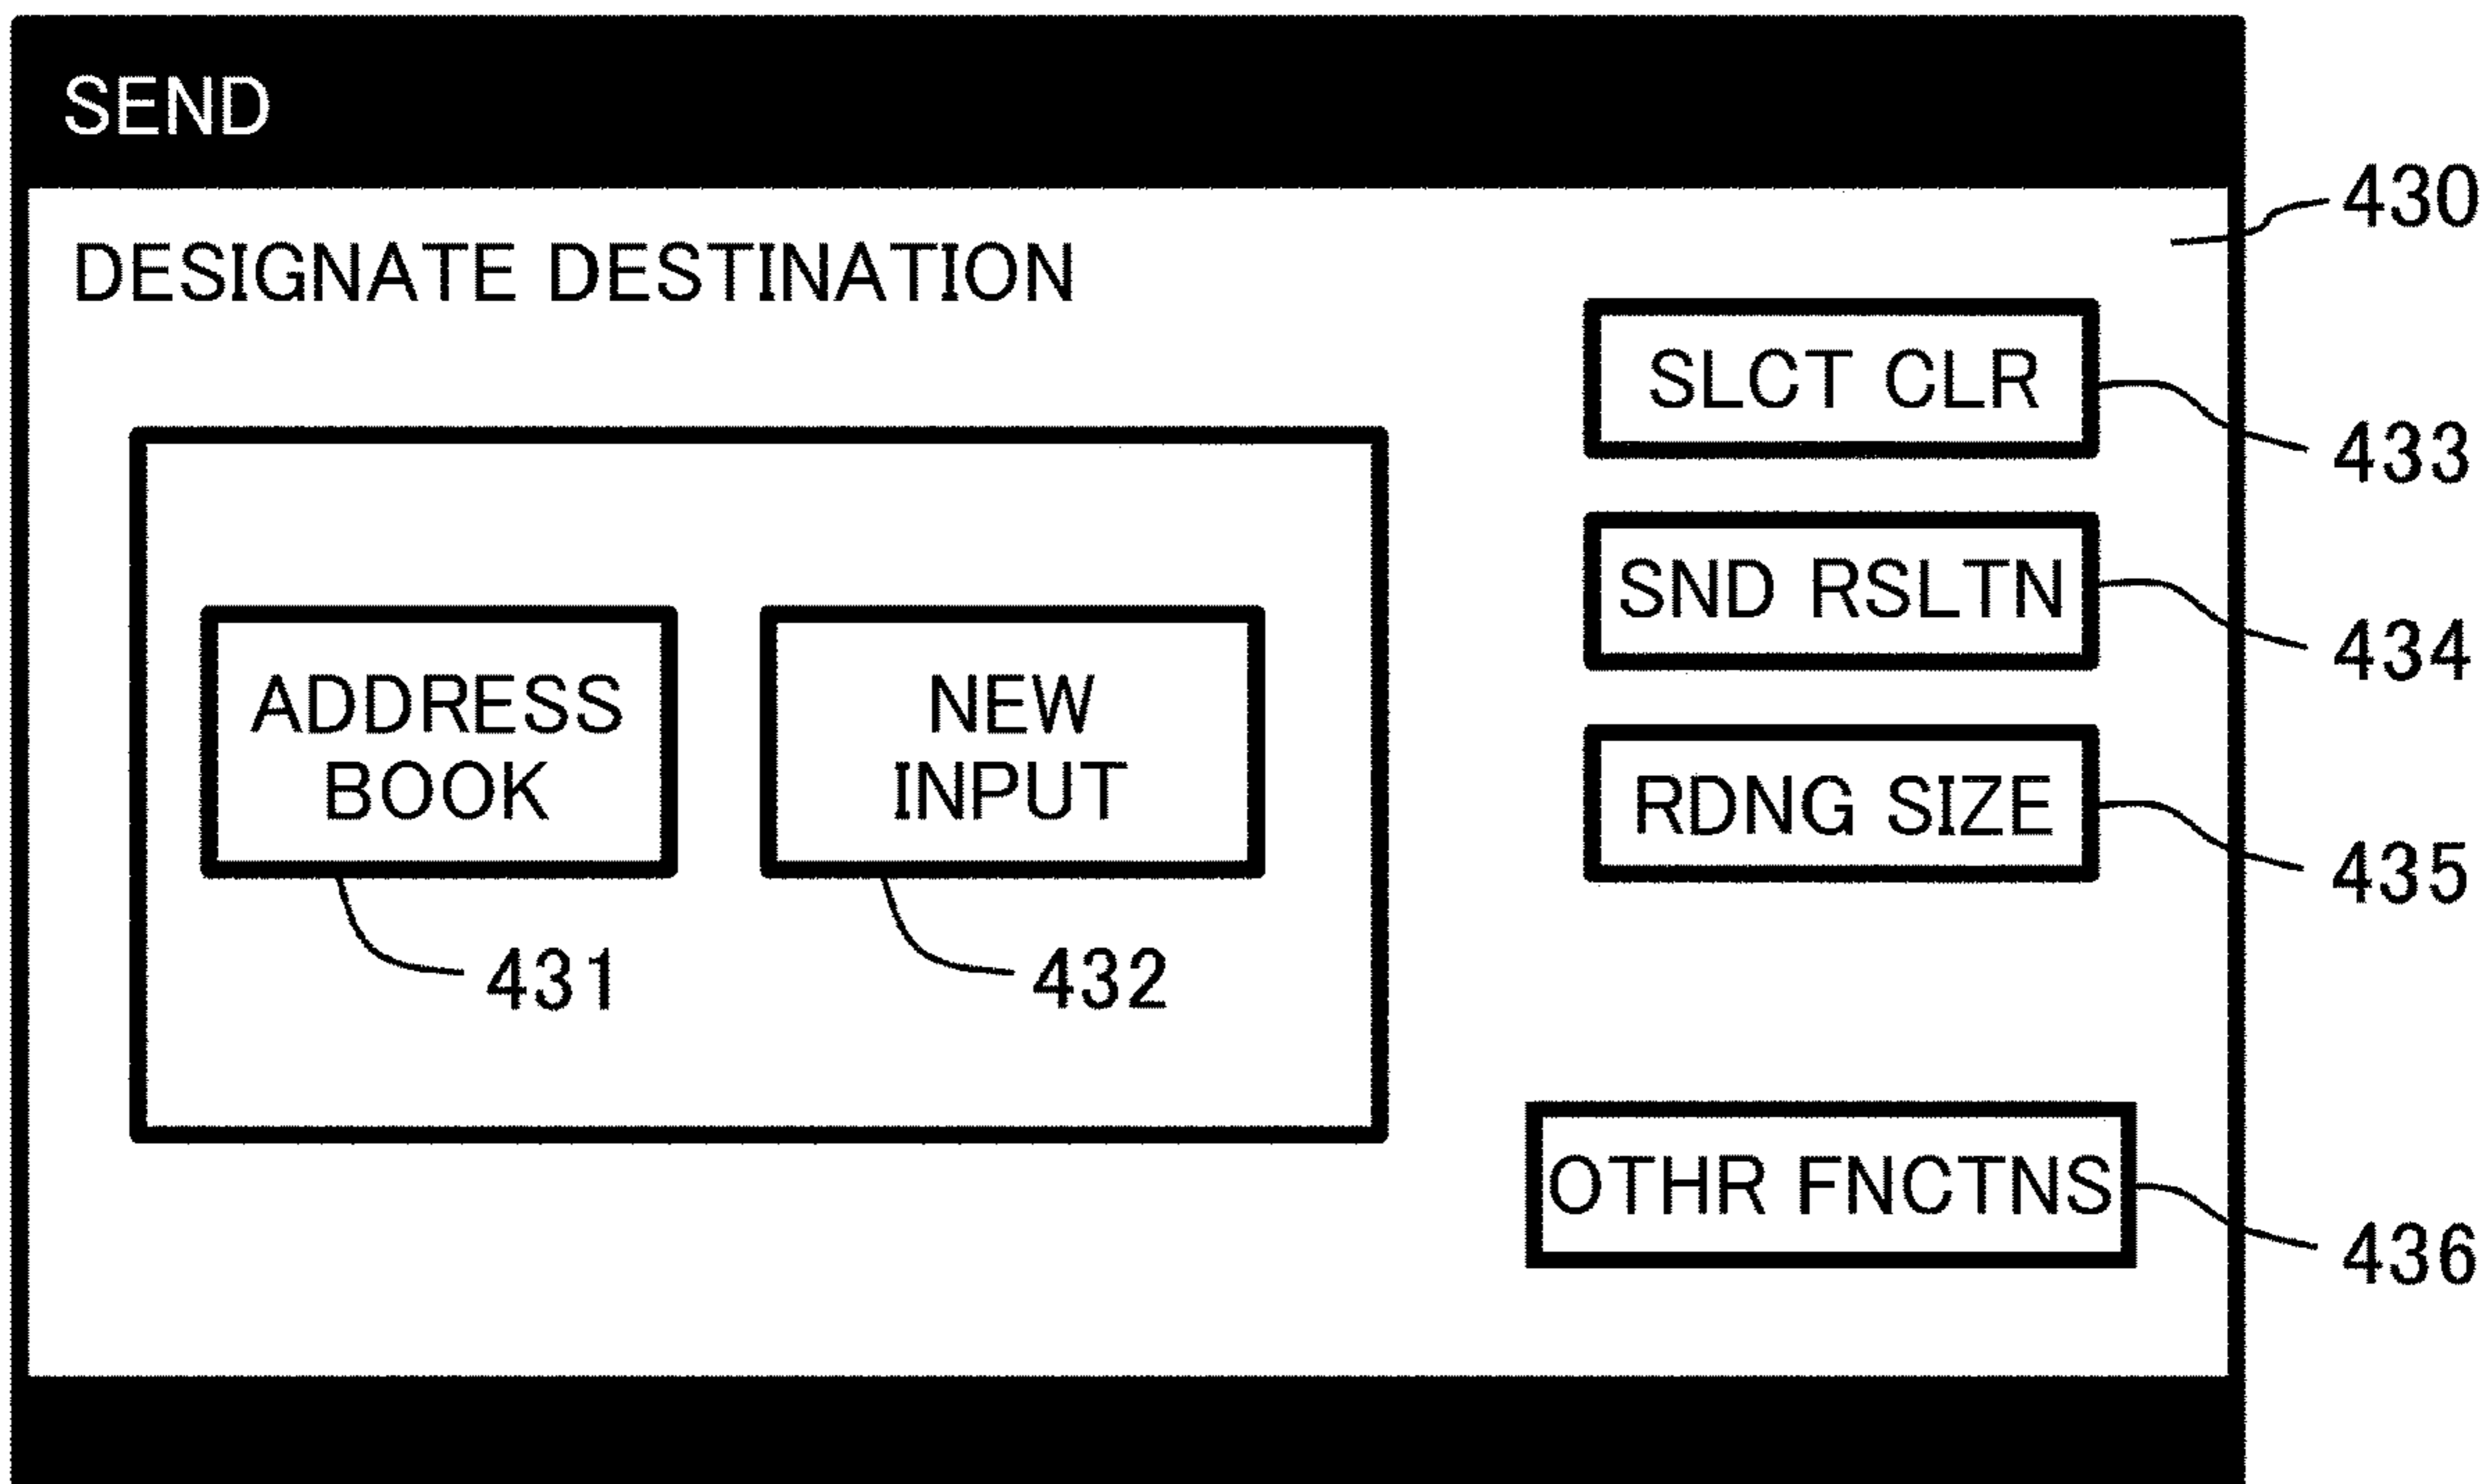 SEND
430
DESIGNATE DESTINATION
SLCT CLR
433
SND RSLTN
434
ADDRESS
BOOK
NEW
INPUT
RDNG SIZE
435
431
432
OTHR FNCTNS
436